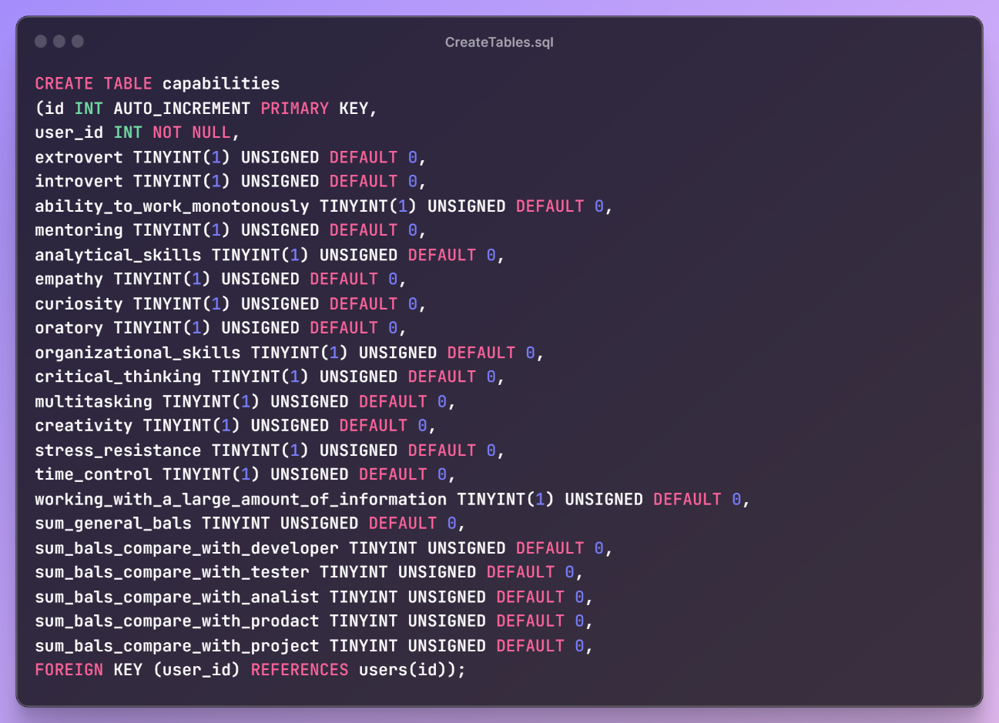 CreateTables.sql
CREATE TABLE capabilities
(id INT AUTO_INCREMENT PRIMARY KEY,
user_id INT NOT NULL,
extrovert TINYINT(1) UNSIGNED DEFAULT 0,
introvert TINYINT(1) UNSIGNED DEFAULT 0,
ability_to_work_monotonously TINYINT(1) UNSIGNED DEFAULT 0,
mentoring TINYINT(1) UNSIGNED DEFAULT 0,
analytical_skills TINYINT(1) UNSIGNED DEFAULT 0,
empathy TINYINT(1) UNSIGNED DEFAULT 0,
curiosity TINYINT(1) UNSIGNED DEFAULT 0,
oratory TINYINT(1) UNSIGNED DEFAULT 0,
organizational_skills TINYINT(1) UNSIGNED DEFAULT 0,
critical_thinking TINYINT(1) UNSIGNED DEFAULT 0,
multitasking TINYINT(1) UNSIGNED DEFAULT 0,
creativity TINYINT(1) UNSIGNED DEFAULT 0,
stress_resistance TINYINT(1) UNSIGNED DEFAULT 0,
time_control TINYINT(1) UNSIGNED DEFAULT 0,
working_with_a_large_amount_of_information TINYINT(1) UNSIGNED DEFAULT 0,
sum_general_bals TINYINT UNSIGNED DEFAULT 0,
sum_bals_compare_with_developer TINYINT UNSIGNED DEFAULT 0,
sum_bals_compare_with_tester TINYINT UNSIGNED DEFAULT 0,
sum_bals_compare_with_analist TINYINT UNSIGNED DEFAULT 0,
sum_bals_compare_with_prodact TINYINT UNSIGNED DEFAULT 0,
sum_bals_compare_with_project TINYINT UNSIGNED DEFAULT 0,
FOREIGN KEY (user_id) REFERENCES users(id));